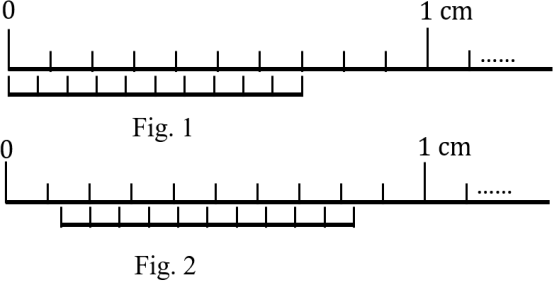 0
1 cm
......
Fig. 1
0
1 cm
......
Fig. 2